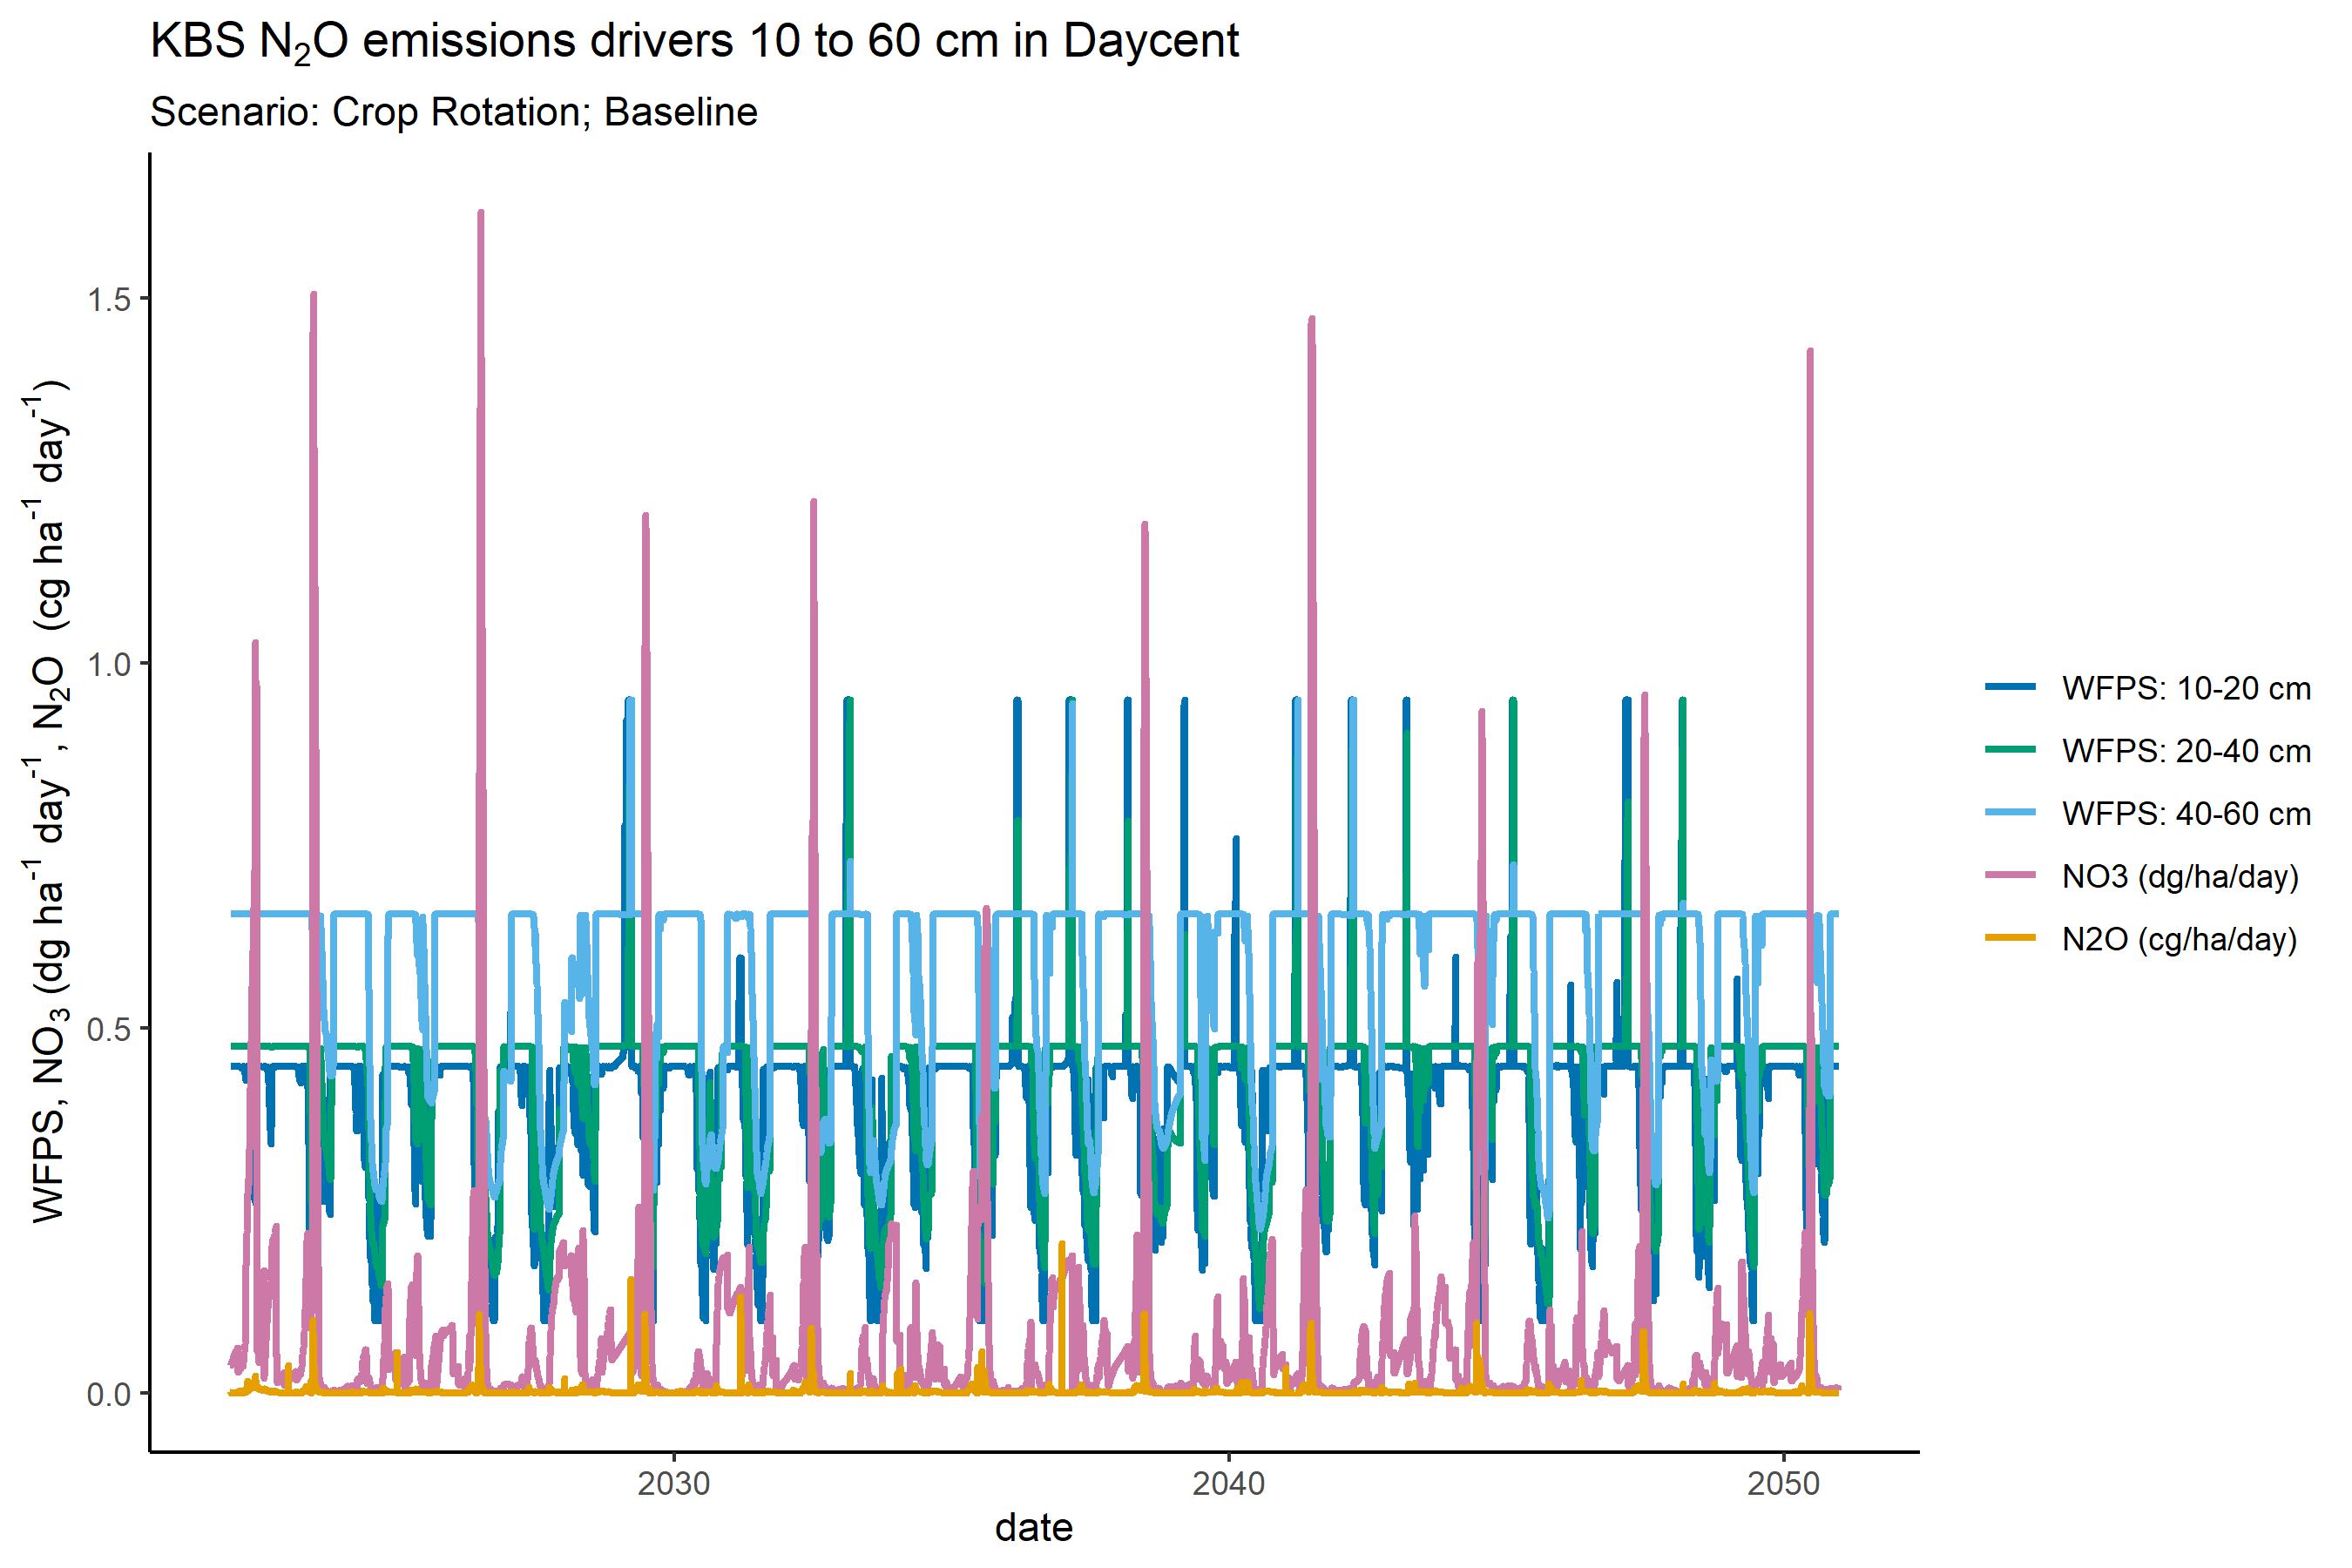 KBS N₂O emissions drivers 10 to 60 cm in Daycent
Scenario: Crop Rotation; Baseline
WFPS, NO₃ (dg ha⁻¹ day⁻¹, N₂O (cg ha⁻¹ day⁻¹)
1.5
1.0
0.5
0.0
2030
2040
2050
date
WFPS: 10-20 cm
WFPS: 20-40 cm
WFPS: 40-60 cm
NO3 (dg/ha/day)
N2O (cg/ha/day)